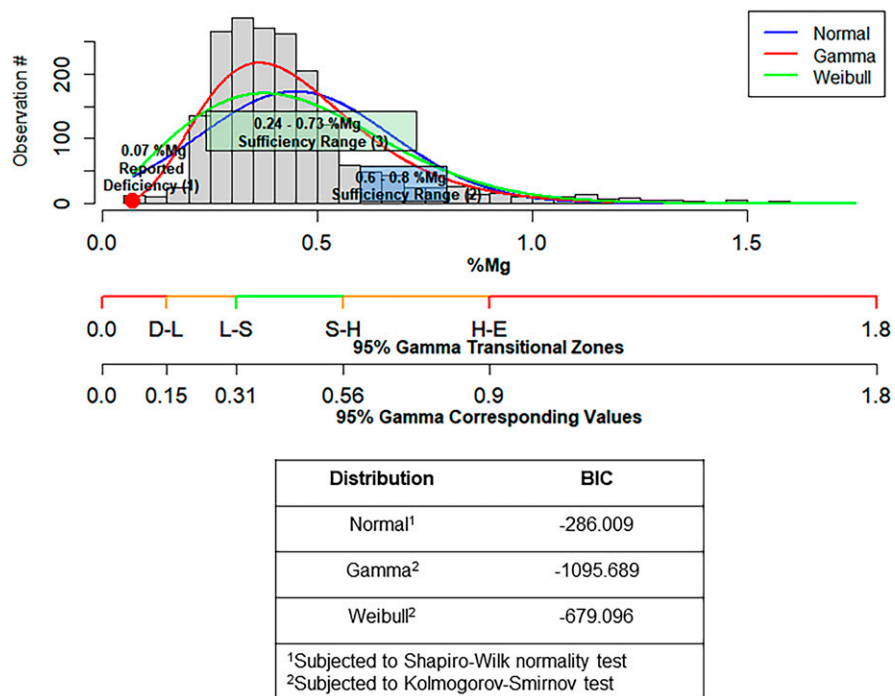 Observation #
200
100
0
Normal
Gamma
Weibull
0.07 %Mg
Reported
Deficiency (1)
0.24 - 0.73 %Mg
Sufficiency Range (3)
0.6 - 0.8 %Mg
Sufficiency Range (2)
0.0 0.5 1.0 1.5
%Mg
0.0 D-L L-S S-H H-E 1.8
95% Gamma Transitional Zones
0.0 0.15 0.31 0.56 0.9 1.8
95% Gamma Corresponding Values
Distribution BIC
Normal1 -286.009
Gamma2 -1095.689
Weibull2 -679.096
1Subjected to Shapiro-Wilk normality test
2Subjected to Kolmogorov-Smirnov test